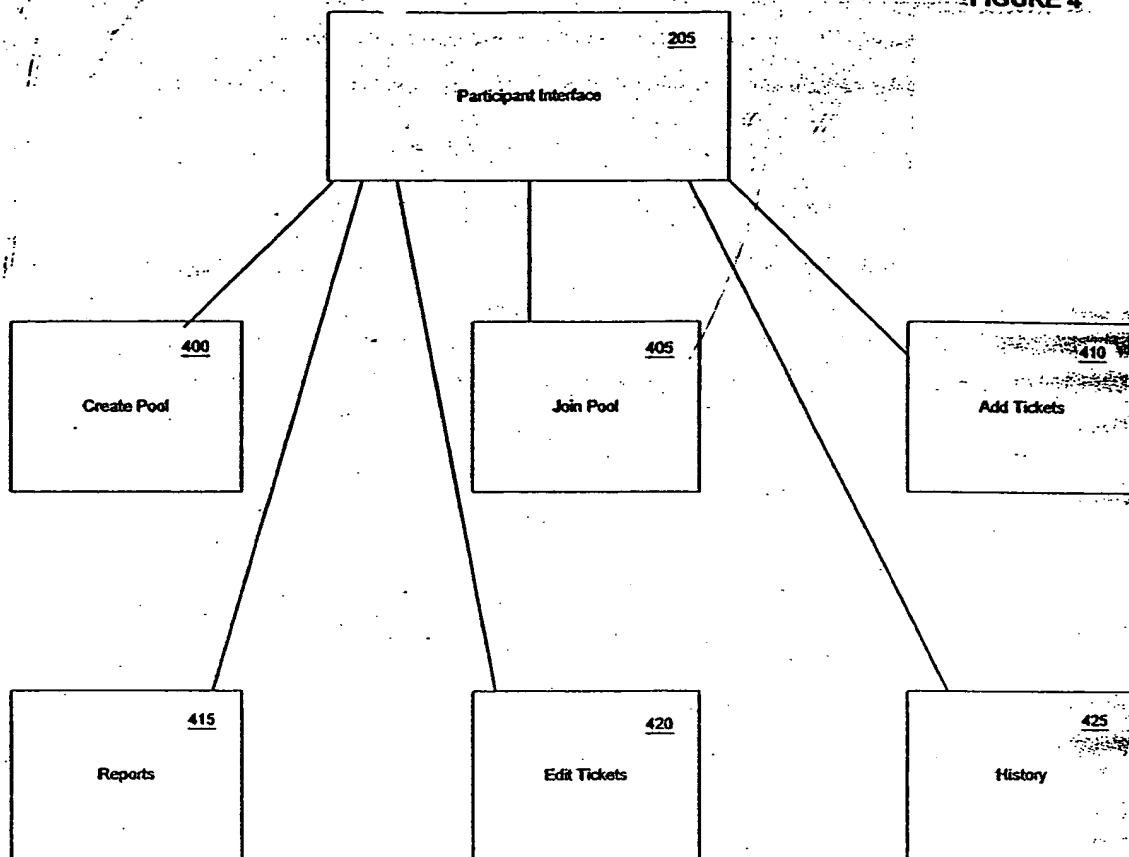 FIGURE 4
205
Participant Interface
400
Create Pool
405
Join Pool
410
Add Tickets
415
Reports
420
Edit Tickets
425
History